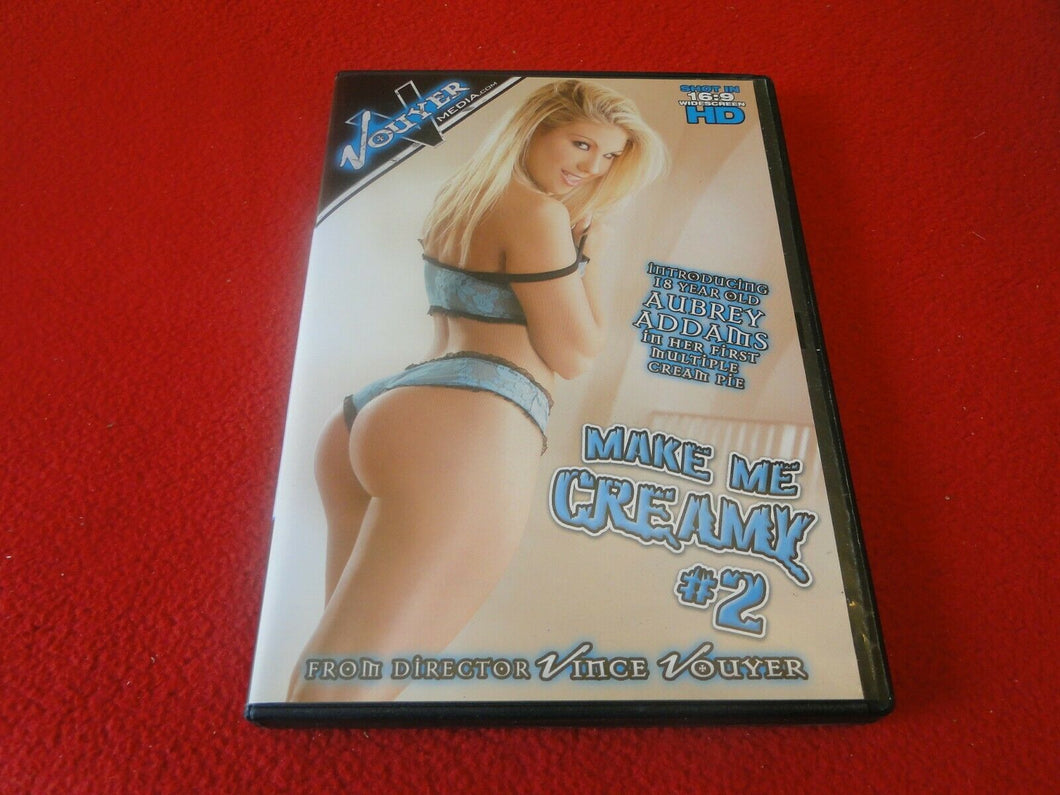 VOUYER
MEDIA.COM
SHOT IN
16:9
WIDESCREEN
HD
INTRODUCING
18 YEAR OLD
AUBREY
ADDAMS
IN HER FIRST
MULTIPLE
CREAM PIE
MAKE ME
CREAMY
#2
FROM DIRECTOR VINCE VOUYER